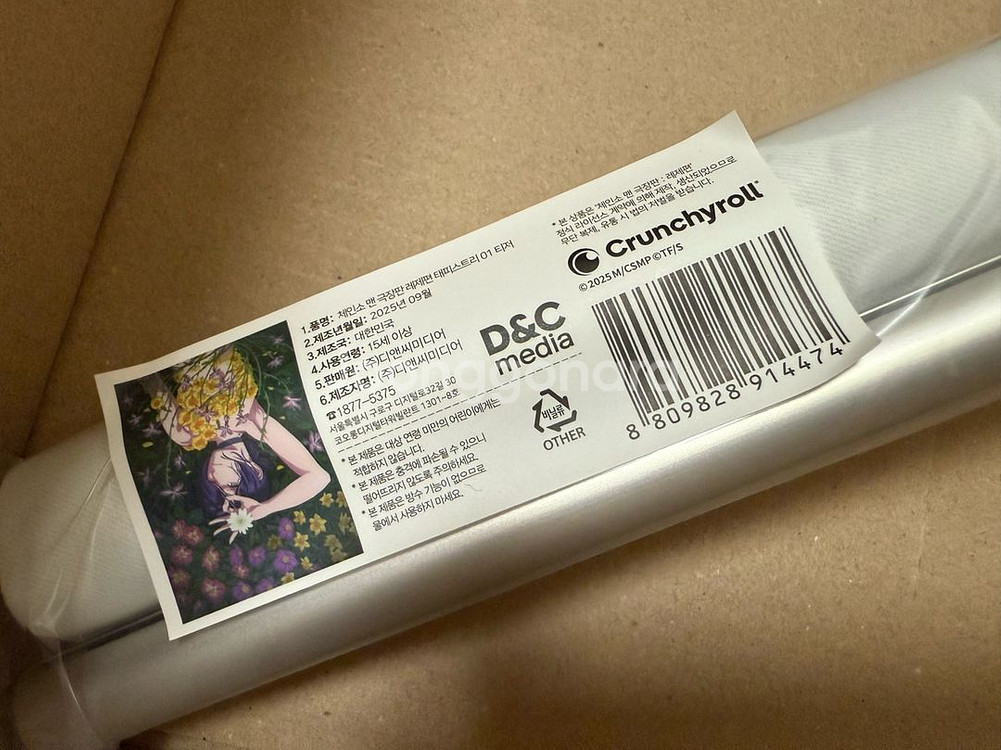 1.품명: 체인소 맨 극장판 레제편 태피스트리 01 티저
2.제조년월일: 2025년 09월
3.제조국: 대한민국
4.사용연령: 15세 이상
5.판매원: (주)디앤씨미디어
6.제조자명: (주)디앤씨미디어
☎1877-5375
서울특별시 구로구 디지털로32길 30
코오롱디지털타워빌란트 1301~8호
* 본 제품은 대상 연령 미만의 어린이에게는
적합하지 않습니다.
* 본 제품은 충격에 파손될 수 있으니
떨어뜨리지 않도록 주의하세요.
* 본 제품은 방수 기능이 없으므로
물에서 사용하지 마세요.
D&C
media
비닐류
OTHER
* 본 상품은 '체인소 맨 극장판 : 레제편'
정식 라이선스 계약에 의해 제작, 생산되었으므로
무단 복제, 유통 시 법의 처벌을 받습니다.
Crunchyroll
©2025 M/CSMP ©TF/S
8 809828 914474